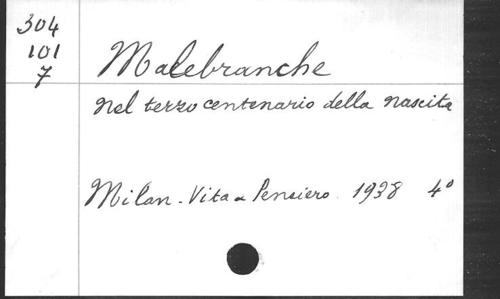 304
101
7
Malebranche
nel terzo centenario della nascita
Milan - Vita e Pensiero. 1938 4°